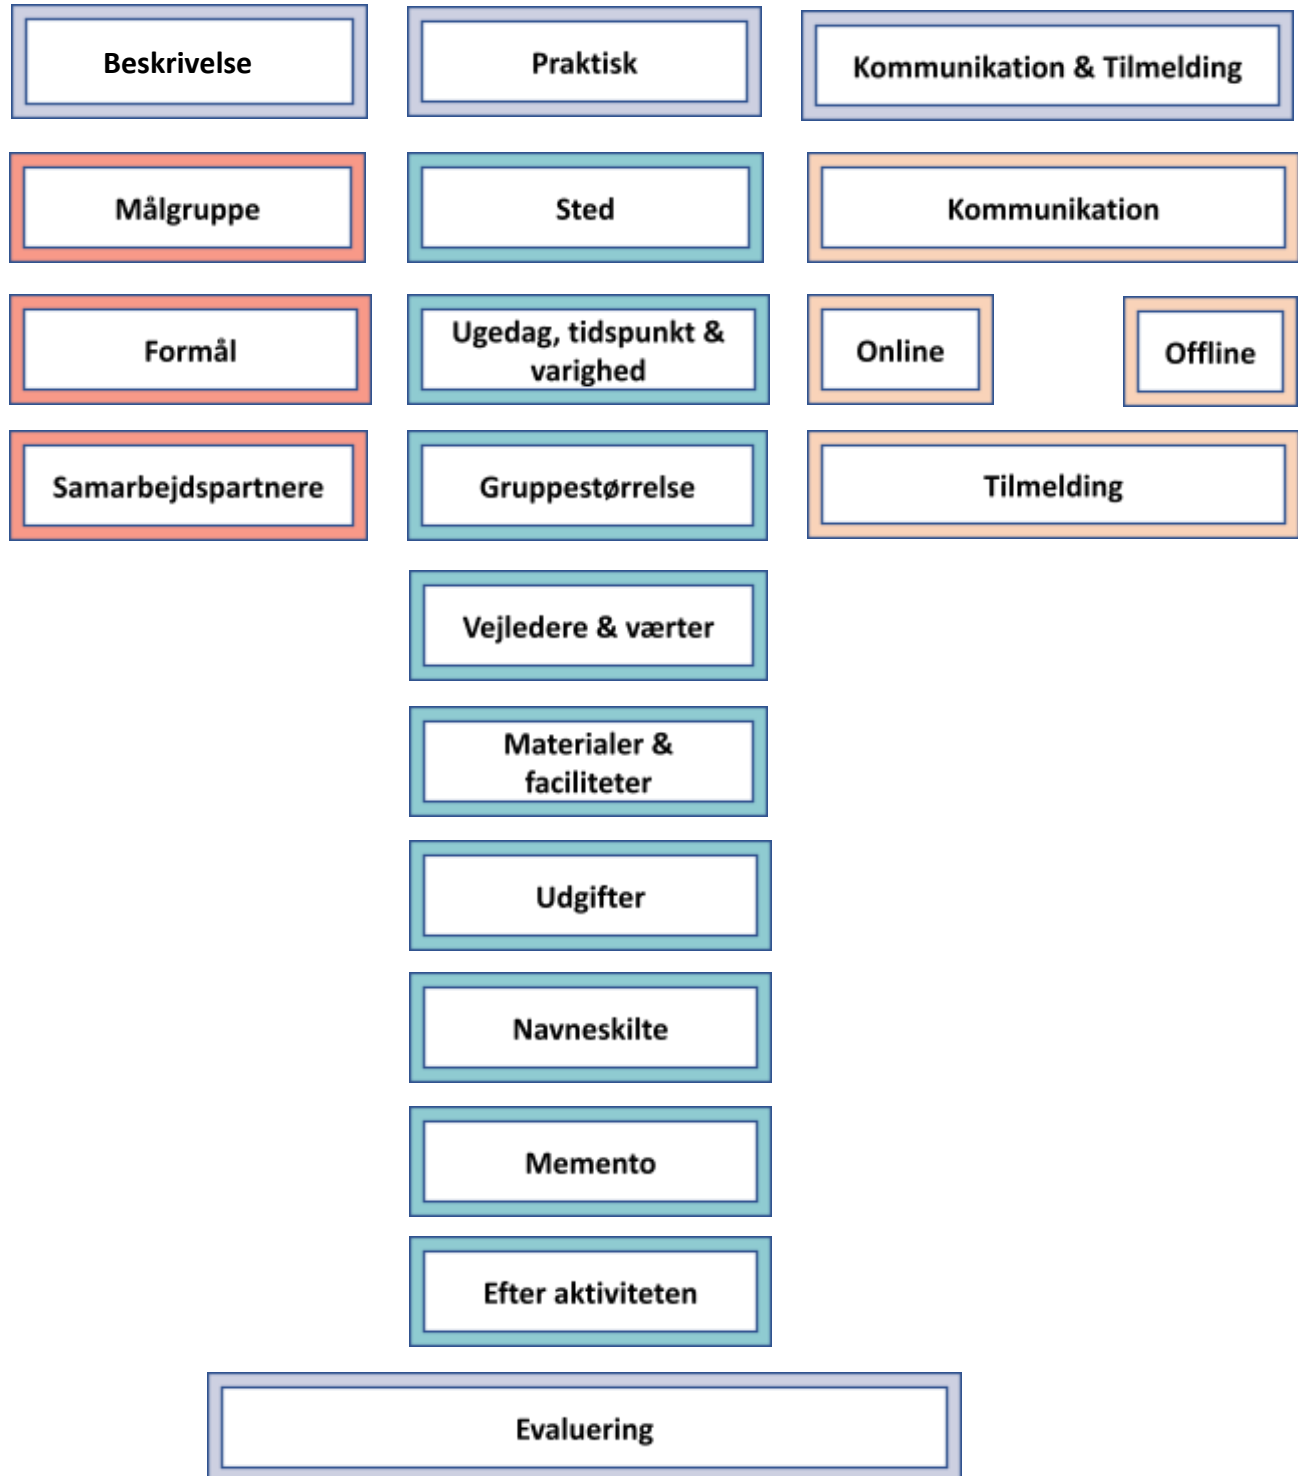 Beskrivelse
Praktisk
Kommunikation & Tilmelding
Målgruppe
Sted
Kommunikation
Formål
Ugedag, tidspunkt &
varighed
Online
Offline
Samarbejdspartnere
Gruppestørrelse
Tilmelding
Vejledere & værter
Materialer &
faciliteter
Udgifter
Navneskilte
Memento
Efter aktiviteten
Evaluering